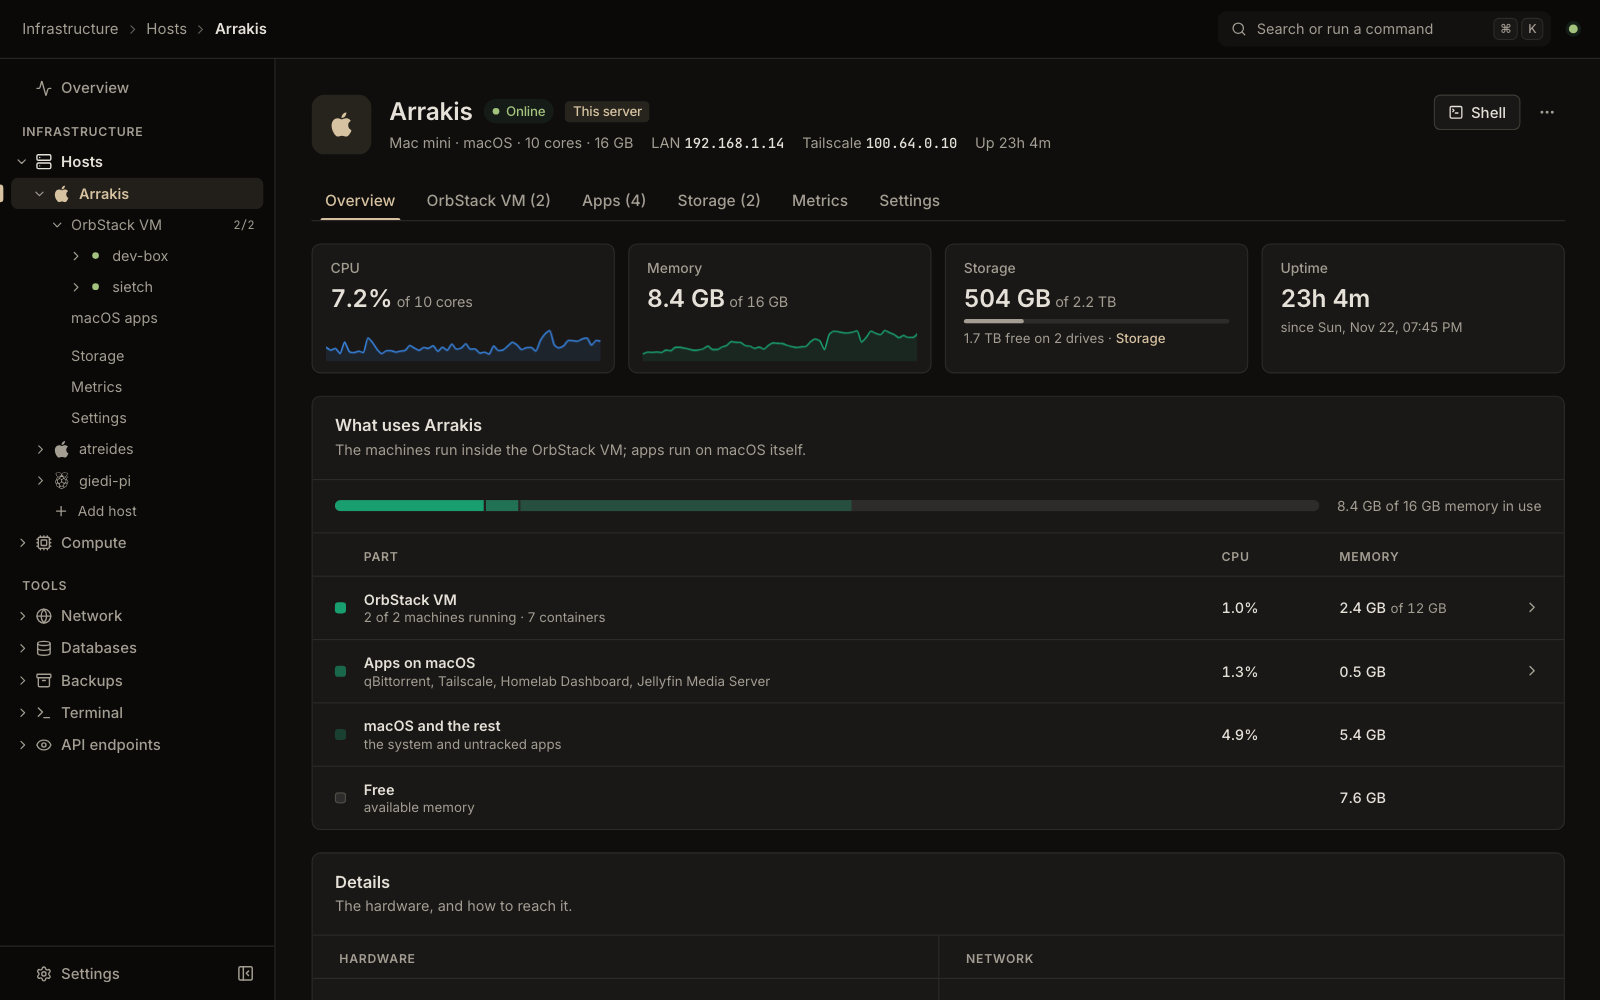 Infrastructure > Hosts > Arrakis
Search or run a command ⌘ K
Overview
INFRASTRUCTURE
Hosts
Arrakis
OrbStack VM 2/2
dev-box
sietch
macOS apps
Storage
Metrics
Settings
atreides
giedi-pi
+ Add host
Compute
TOOLS
Network
Databases
Backups
Terminal
API endpoints
Settings
Arrakis Online This server
Mac mini · macOS · 10 cores · 16 GB LAN 192.168.1.14 Tailscale 100.64.0.10 Up 23h 4m
Shell
Overview OrbStack VM (2) Apps (4) Storage (2) Metrics Settings
CPU
7.2% of 10 cores
Memory
8.4 GB of 16 GB
Storage
504 GB of 2.2 TB
1.7 TB free on 2 drives · Storage
Uptime
23h 4m
since Sun, Nov 22, 07:45 PM
What uses Arrakis
The machines run inside the OrbStack VM; apps run on macOS itself.
8.4 GB of 16 GB memory in use
PART CPU MEMORY
OrbStack VM
2 of 2 machines running · 7 containers
1.0% 2.4 GB of 12 GB
Apps on macOS
qBittorrent, Tailscale, Homelab Dashboard, Jellyfin Media Server
1.3% 0.5 GB
macOS and the rest
the system and untracked apps
4.9% 5.4 GB
Free
available memory
7.6 GB
Details
The hardware, and how to reach it.
HARDWARE NETWORK